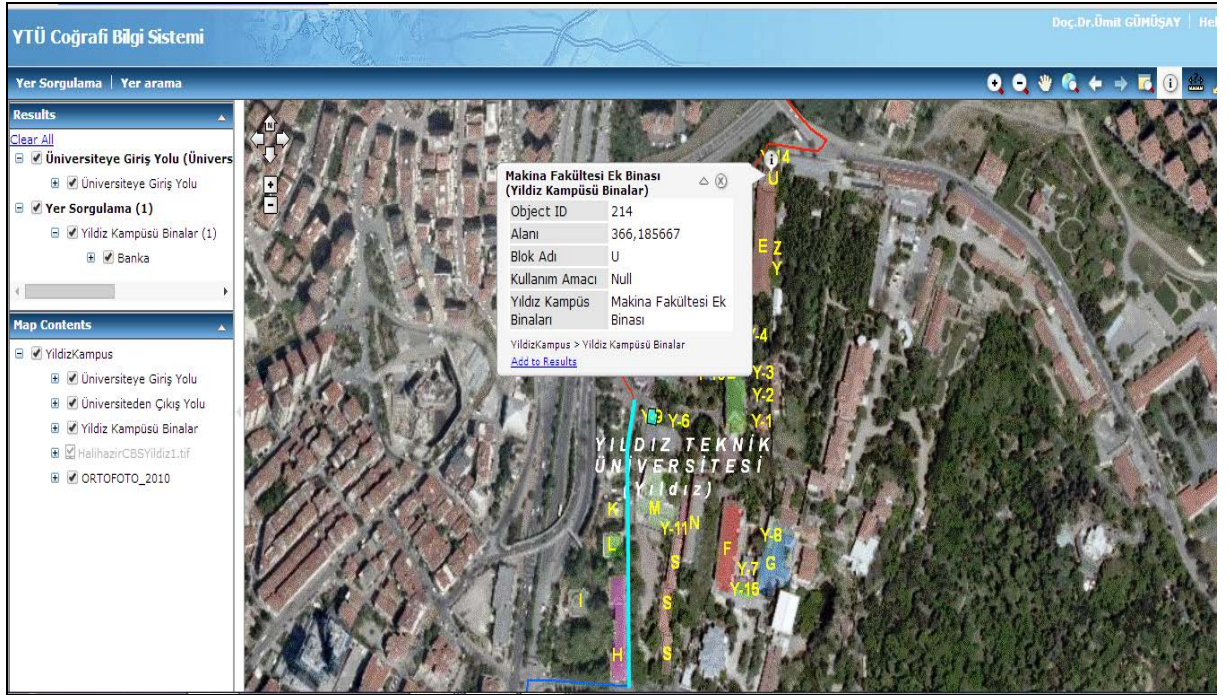 YTÜ Coğrafi Bilgi Sistemi
Doç.Dr.Ümit GÜMÜŞAY | Hel
Yer Sorgulama | Yer arama
Results
Clear All
Üniversiteye Giriş Yolu (Ünivers
Üniversiteye Giriş Yolu
Yer Sorgulama (1)
Yildiz Kampüsü Binalar (1)
Banka
Map Contents
YildizKampus
Üniversiteye Giriş Yolu
Üniversiteden Çıkış Yolu
Yildiz Kampüsü Binalar
HalihazirCBSYildiz1.tif
ORTOFOTO_2010
N
Makina Fakültesi Ek Binası
(Yildiz Kampüsü Binalar)
Object ID 214
Alanı 366,185667
Blok Adı U
Kullanım Amacı Null
Yıldız Kampüs Makina Fakültesi Ek
Binaları Binası
YildizKampus > Yildiz Kampüsü Binalar
Add to Results
U
E Z
Y
Y-3
Y-2
Y-6 Y-1
YILDIZ TEKNİK
ÜNİVERSİTESİ
(Yıldız)
K M
Y-11 N Y-8
L F
S Y-7 G
Y-15
I S
H S